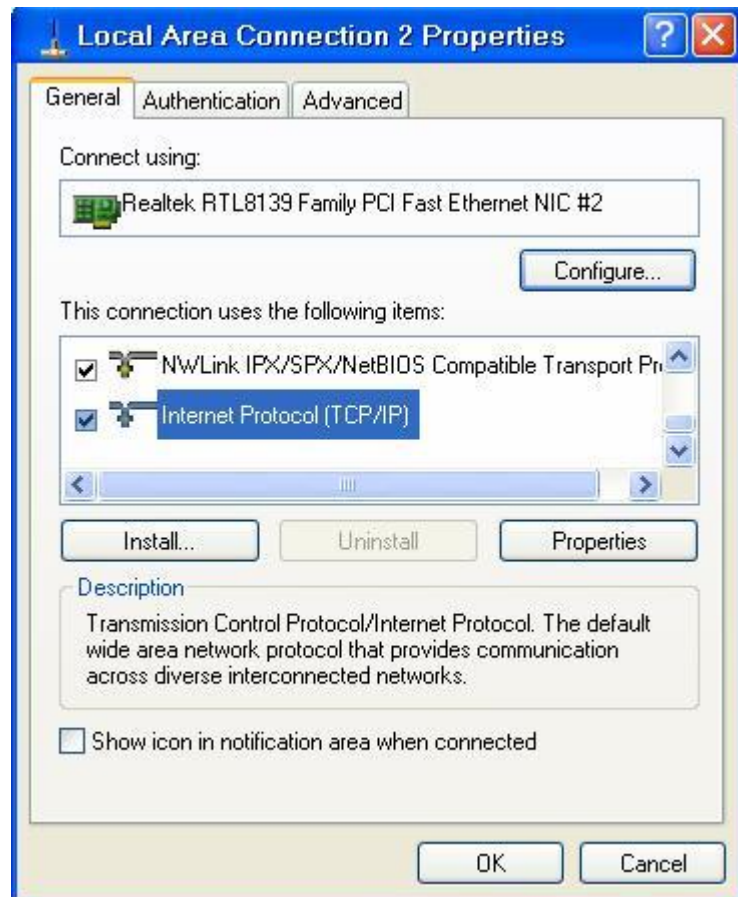 Local Area Connection 2 Properties
General Authentication Advanced
Connect using:
Realtek RTL8139 Family PCI Fast Ethernet NIC #2
Configure...
This connection uses the following items:
NWLink IPX/SPX/NetBIOS Compatible Transport Pr
Internet Protocol (TCP/IP)
Install... Uninstall Properties
Description
Transmission Control Protocol/Internet Protocol. The default
wide area network protocol that provides communication
across diverse interconnected networks.
Show icon in notification area when connected
OK Cancel